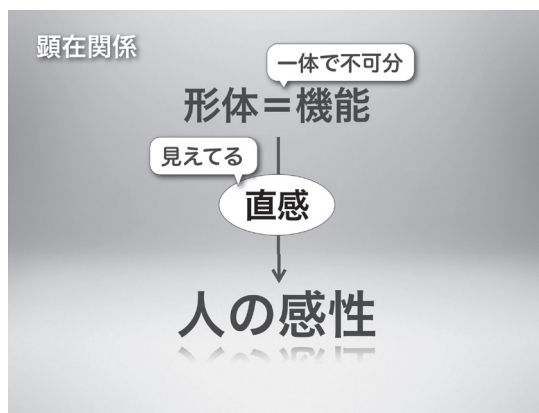 顕在関係
一体で不可分
形体＝機能
見えてる
直感
人の感性